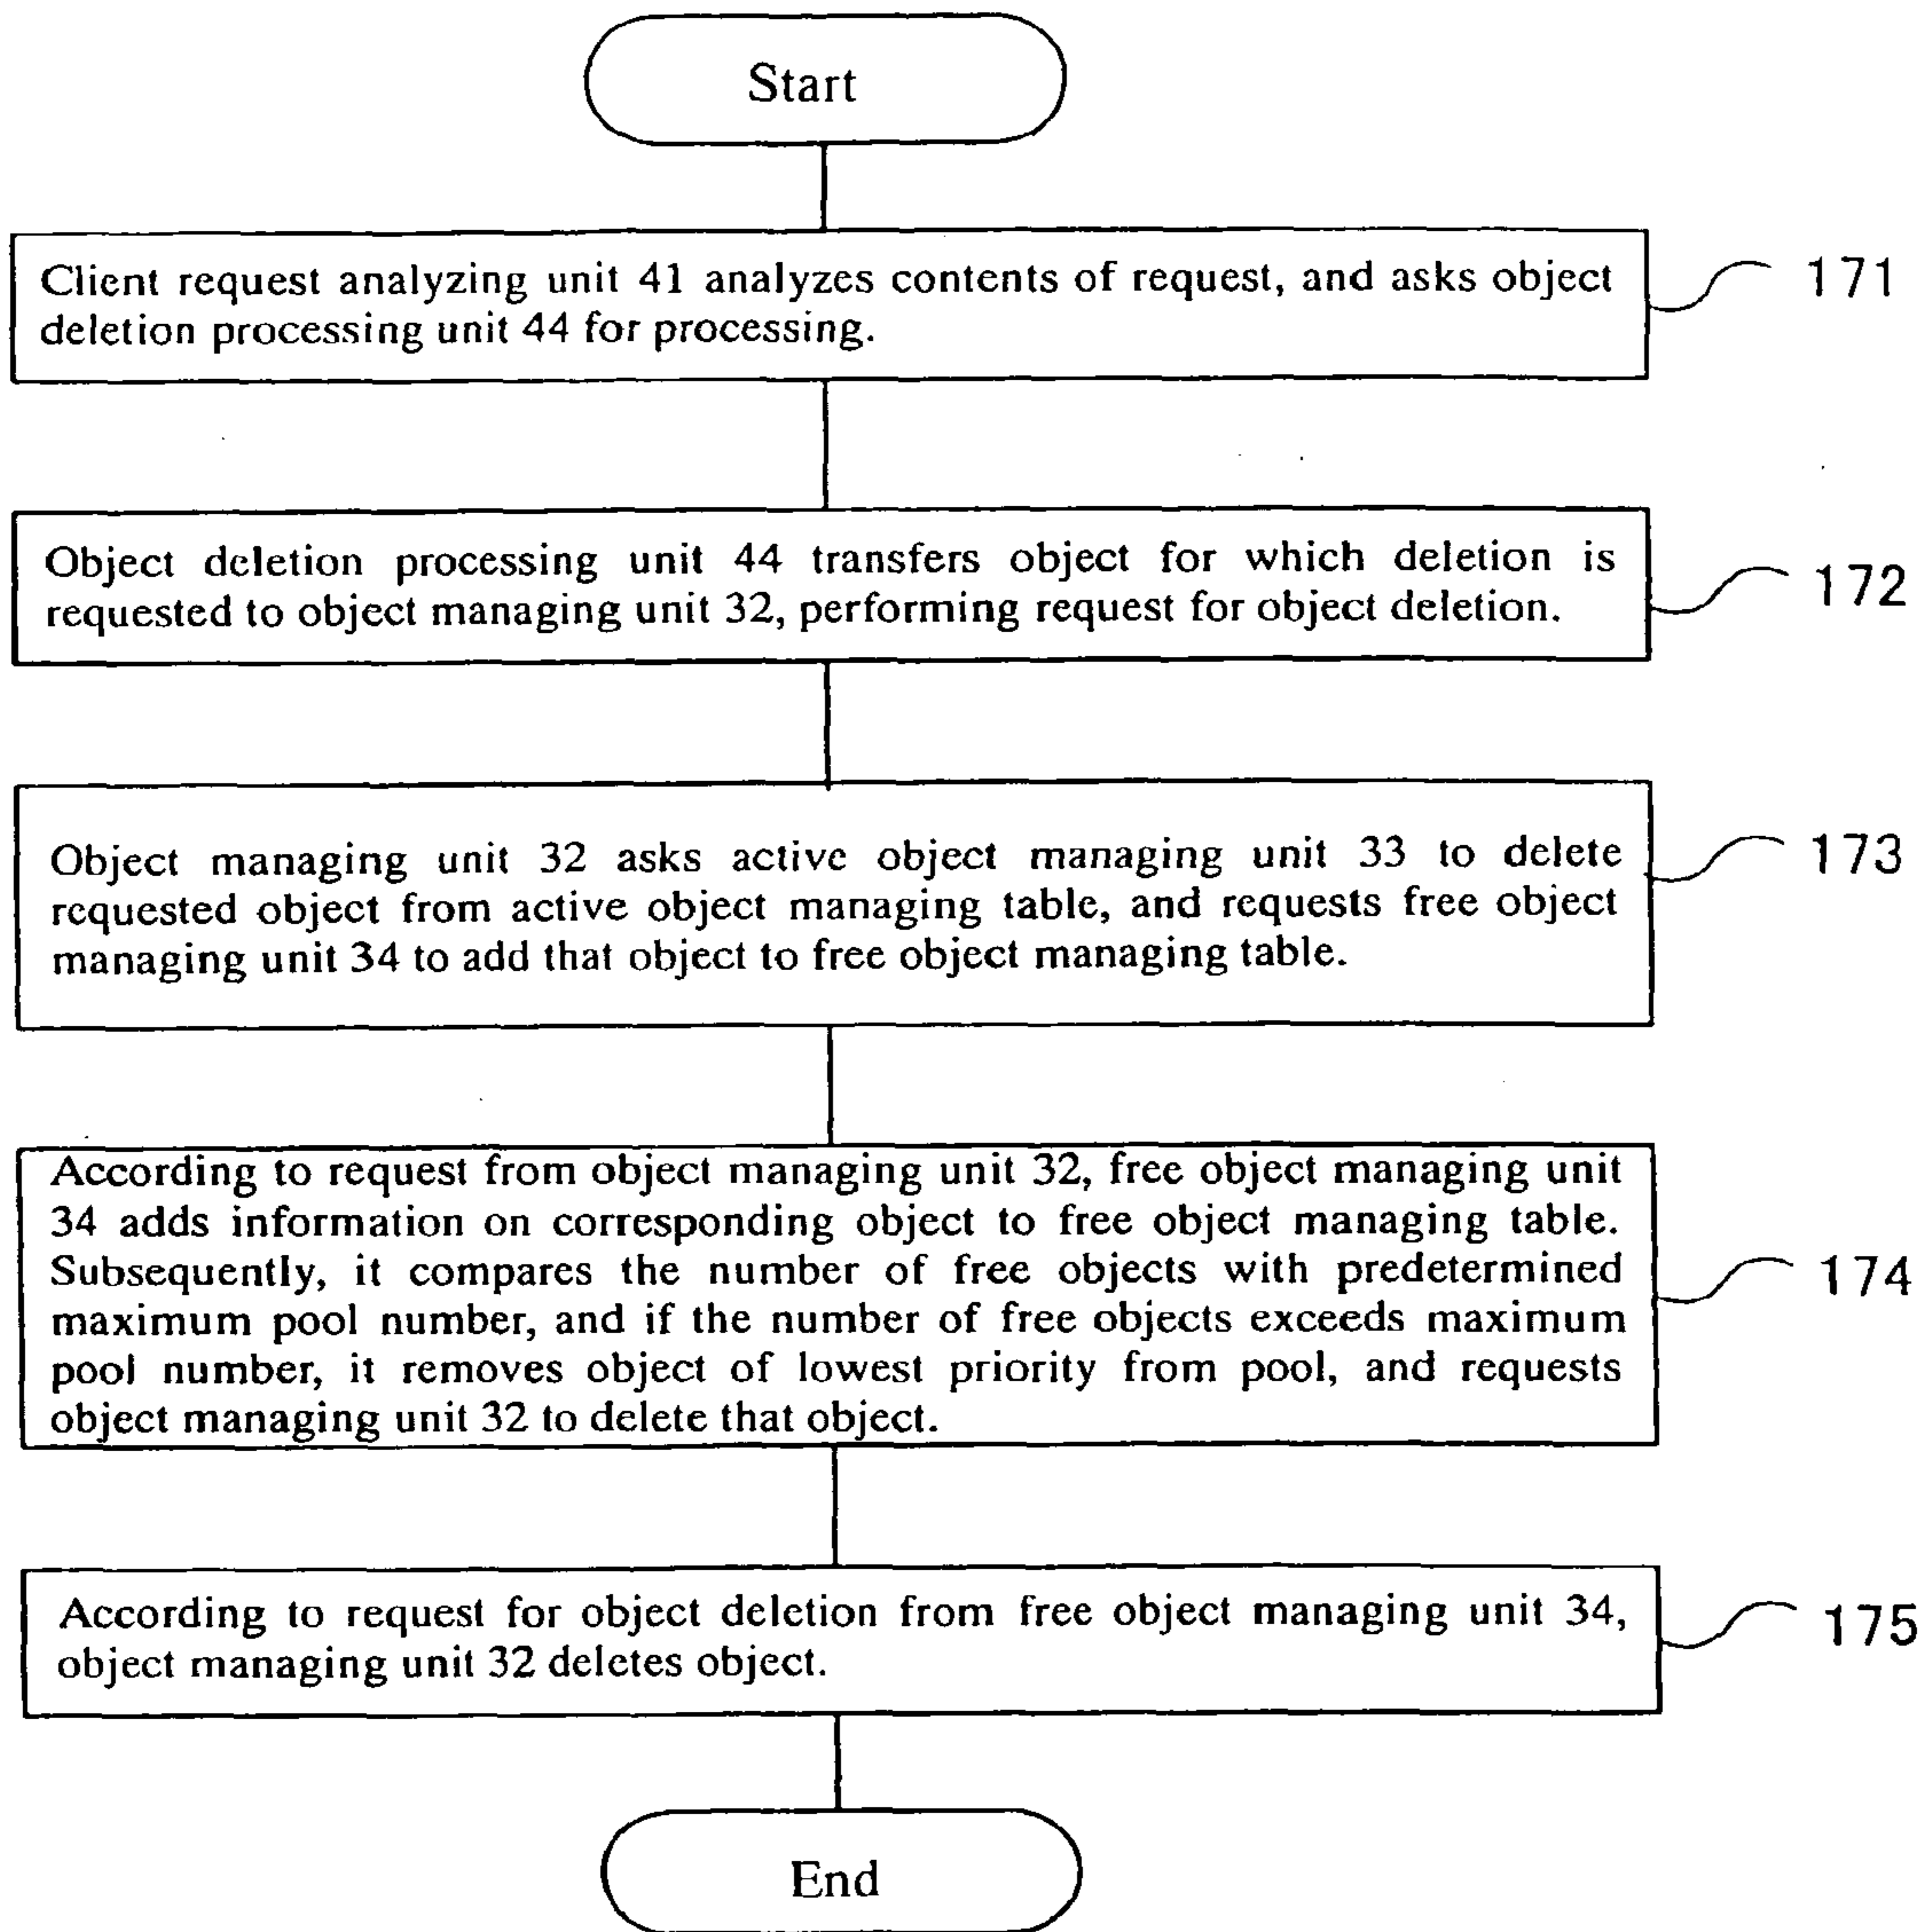 Start
Client request analyzing unit 41 analyzes contents of request, and asks object
deletion processing unit 44 for processing.
171
Object deletion processing unit 44 transfers object for which deletion is
requested to object managing unit 32, performing request for object deletion.
172
Object managing unit 32 asks active object managing unit 33 to delete
requested object from active object managing table, and requests free object
managing unit 34 to add that object to free object managing table.
173
According to request from object managing unit 32, free object managing unit
34 adds information on corresponding object to free object managing table.
Subsequently, it compares the number of free objects with predetermined
maximum pool number, and if the number of free objects exceeds maximum
pool number, it removes object of lowest priority from pool, and requests
object managing unit 32 to delete that object.
174
According to request for object deletion from free object managing unit 34,
object managing unit 32 deletes object.
175
End